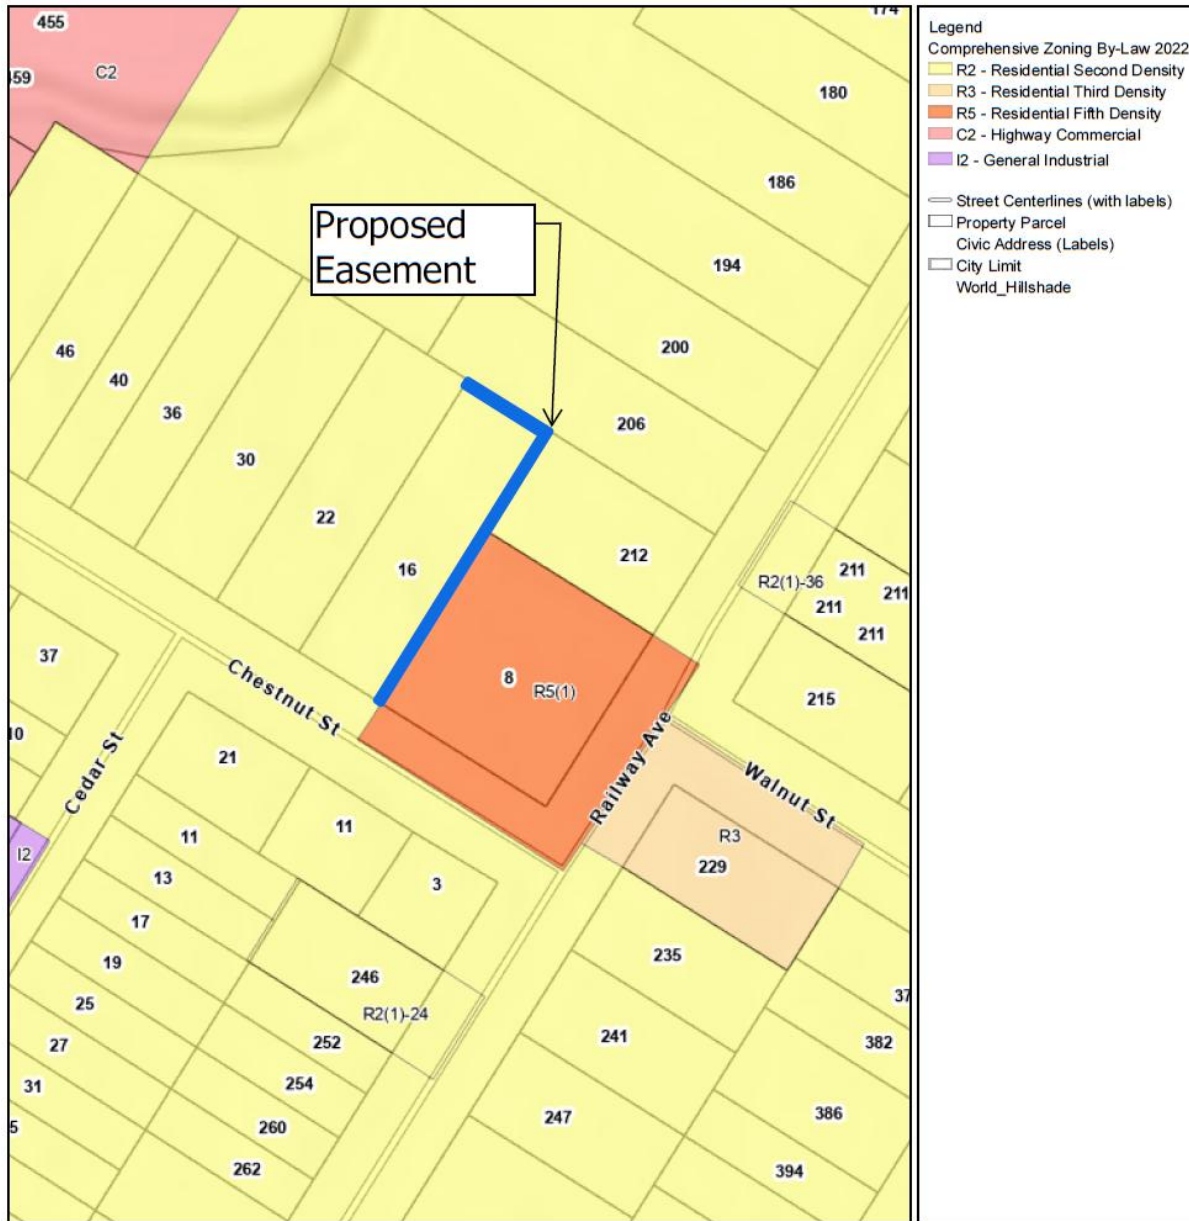 455
174
Legend
Comprehensive Zoning By-Law 2022
R2 - Residential Second Density
R3 - Residential Third Density
R5 - Residential Fifth Density
C2 - Highway Commercial
I2 - General Industrial
Street Centerlines (with labels)
Property Parcel
Civic Address (Labels)
City Limit
World_Hillshade
C2
459
180
186
Proposed
Easement
194
200
46
40
36
206
30
22
212
16
R2(1)-36
211
211
211
211
37
8
R5(1)
215
Chestnut St
10
Cedar St
21
Railway Ave
Walnut St
11
11
R3
229
I2
13
3
17
235
19
246
37
25
R2(1)-24
241
382
27
252
31
254
247
386
5
260
262
394